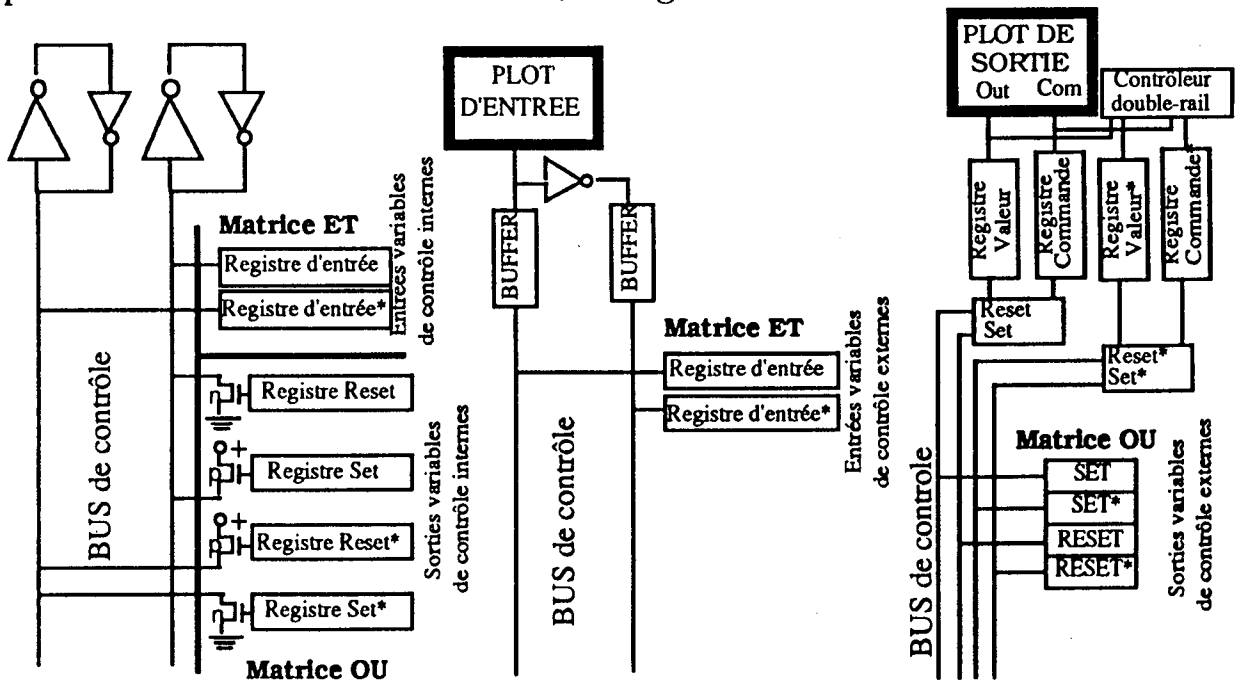 Matrice ET
Registre d'entrée
Registre d'entrée*
Entrées variables
de contrôle internes
BUS de contrôle
Registre Reset
Registre Set
Registre Reset*
Registre Set*
Sorties variables
de contrôle internes
Matrice OU
PLOT
D'ENTREE
BUFFER
BUFFER
Matrice ET
Registre d'entrée
Registre d'entrée*
Entrées variables
de contrôle externes
BUS de contrôle
PLOT DE
SORTIE
Out Com
Contrôleur
double-rail
Registre
Valeur
Registre
Commande
Registre
Valeur*
Registre
Commande*
Reset
Set
Reset*
Set*
Matrice OU
SET
SET*
RESET
RESET*
BUS de controle
Sorties variables
de contrôle externes